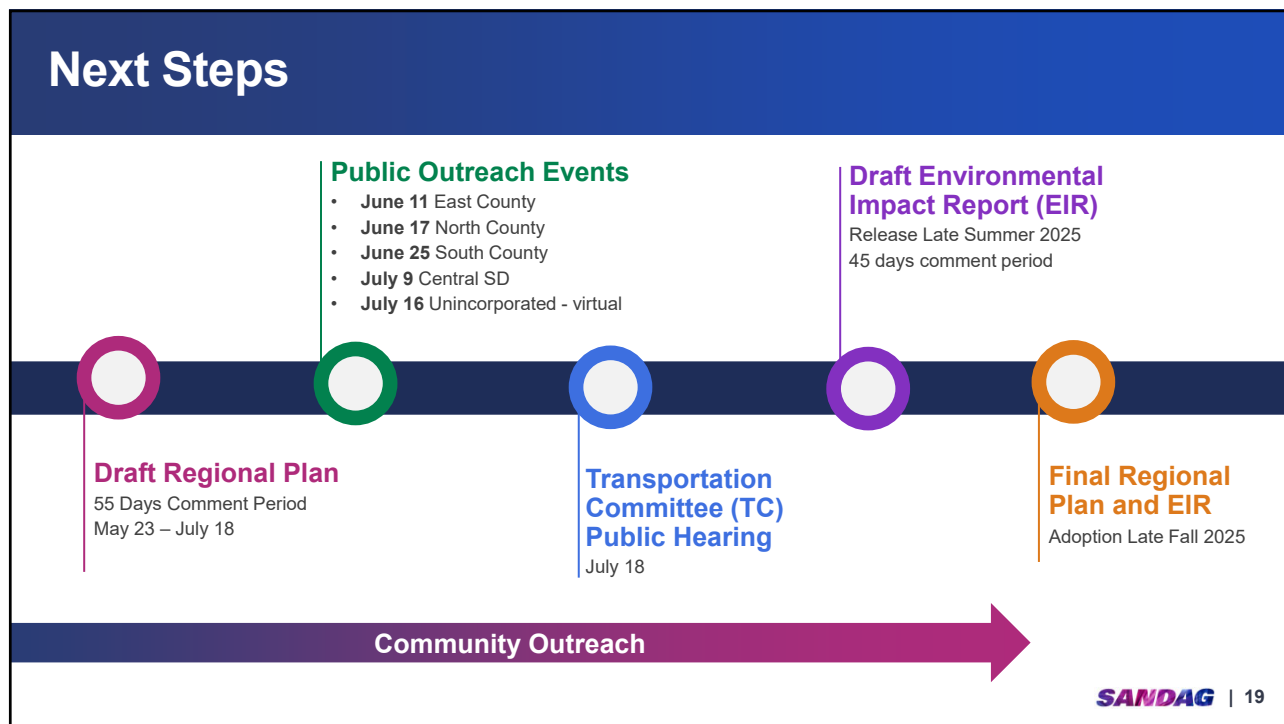 Next Steps
Public Outreach Events
• June 11 East County
• June 17 North County
• June 25 South County
• July 9 Central SD
• July 16 Unincorporated - virtual
Draft Environmental
Impact Report (EIR)
Release Late Summer 2025
45 days comment period
Draft Regional Plan
55 Days Comment Period
May 23 – July 18
Transportation
Committee (TC)
Public Hearing
July 18
Final Regional
Plan and EIR
Adoption Late Fall 2025
Community Outreach
SANDAG | 19